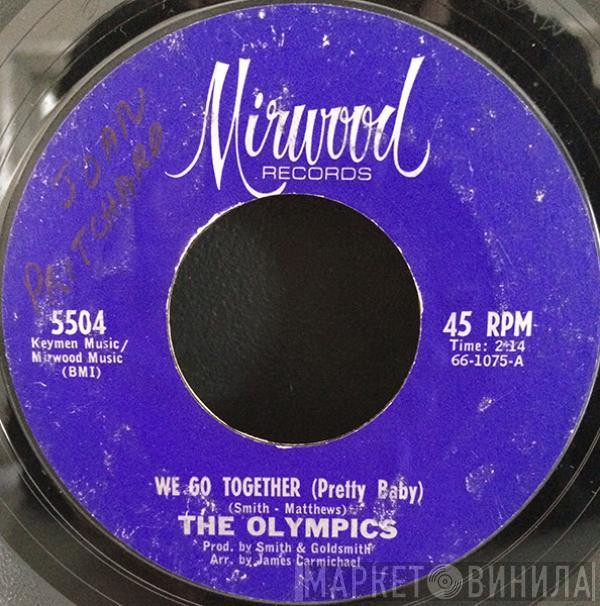 Mirwood
RECORDS
JOAN
PRITCHARD
5504
Keymen Music/
Mirwood Music
(BMI)
45 RPM
Time: 2:14
66-1075-A
WE GO TOGETHER (Pretty Baby)
(Smith - Matthews)
THE OLYMPICS
Prod. by Smith & Goldsmith
Arr. by James Carmichael
МАРКЕТ ВИНИЛА